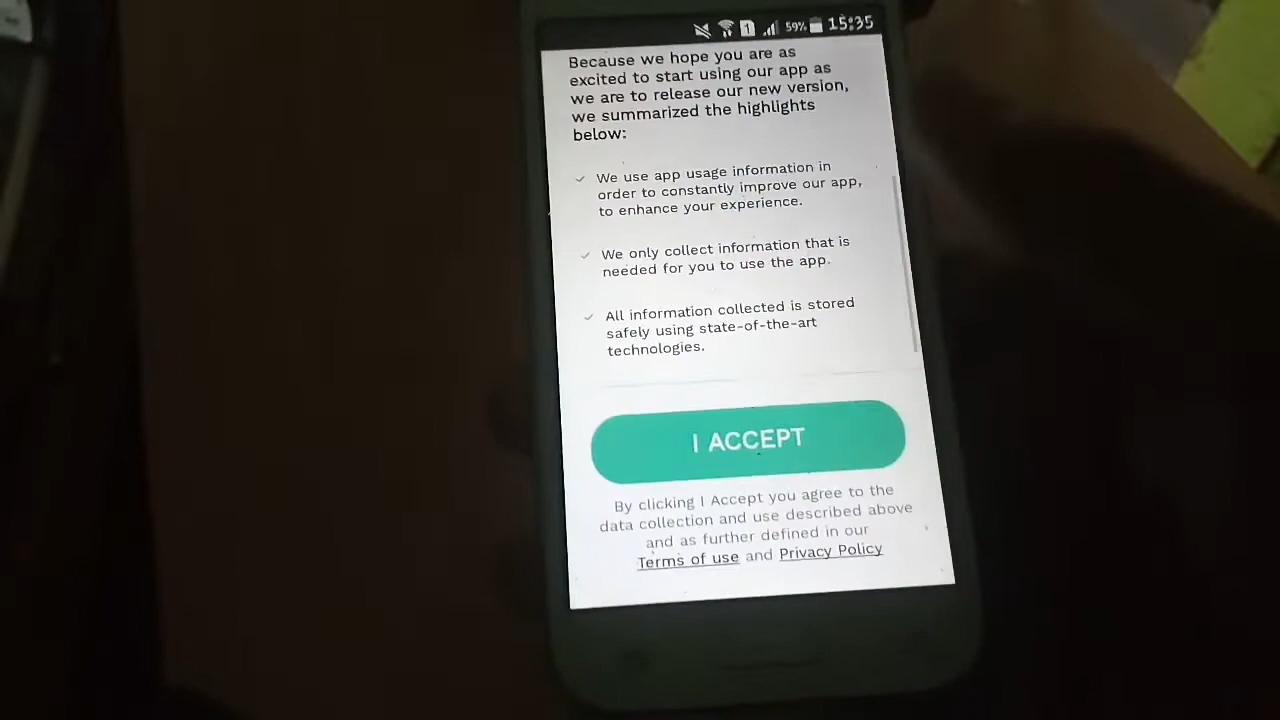 1 59% 15:35
Because we hope you are as
excited to start using our app as
we are to release our new version,
we summarized the highlights
below:
We use app usage information in
order to constantly improve our app,
to enhance your experience.
We only collect information that is
needed for you to use the app.
All information collected is stored
safely using state-of-the-art
technologies.
I ACCEPT
By clicking I Accept you agree to the
data collection and use described above
and as further defined in our
Terms of use and Privacy Policy